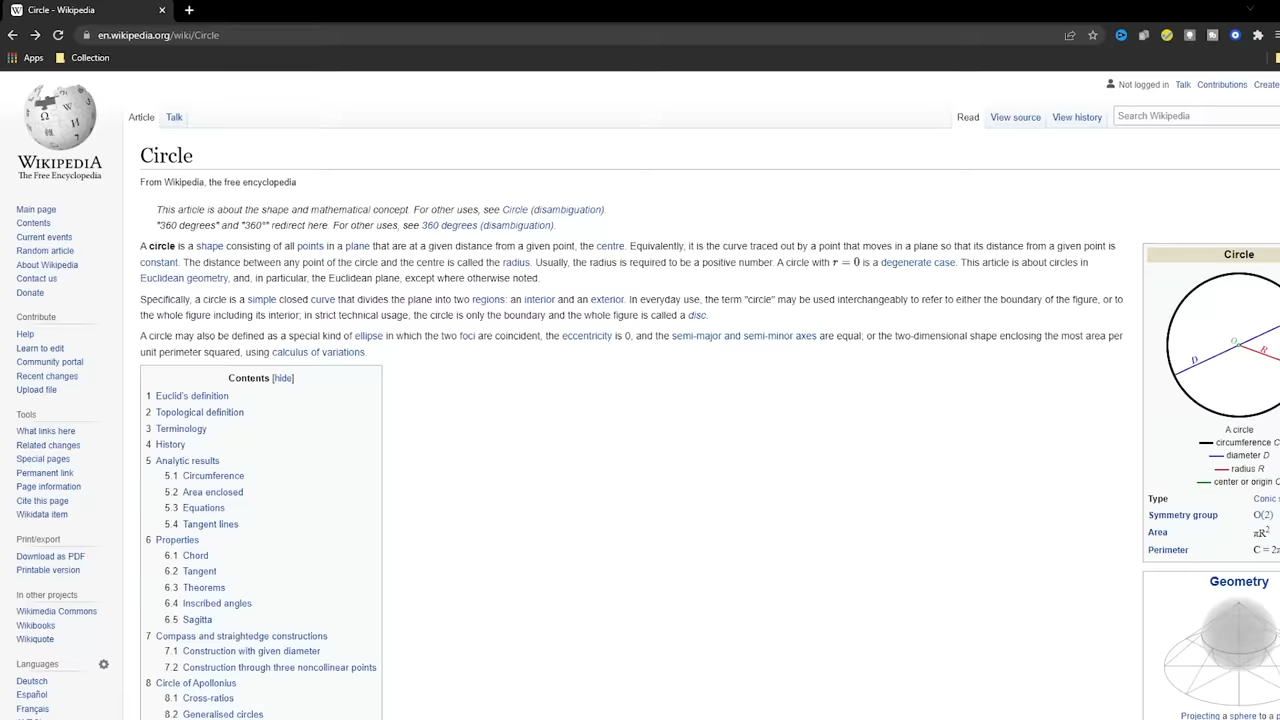 Circle - Wikipedia
en.wikipedia.org/wiki/Circle
Apps Collection
Not logged in Talk Contributions Create
Article Talk Read View source View history Search Wikipedia
WIKIPEDIA
The Free Encyclopedia
Main page
Contents
Current events
Random article
About Wikipedia
Contact us
Donate
Contribute
Help
Learn to edit
Community portal
Recent changes
Upload file
Tools
What links here
Related changes
Special pages
Permanent link
Page information
Cite this page
Wikidata item
Print/export
Download as PDF
Printable version
In other projects
Wikimedia Commons
Wikibooks
Wikiquote
Languages
Deutsch
Español
Français
Circle
From Wikipedia, the free encyclopedia
This article is about the shape and mathematical concept. For other uses, see Circle (disambiguation).
"360 degrees" and "360°" redirect here. For other uses, see 360 degrees (disambiguation).
A circle is a shape consisting of all points in a plane that are at a given distance from a given point, the centre. Equivalently, it is the curve traced out by a point that moves in a plane so that its distance from a given point is
constant. The distance between any point of the circle and the centre is called the radius. Usually, the radius is required to be a positive number. A circle with r = 0 is a degenerate case. This article is about circles in
Euclidean geometry, and, in particular, the Euclidean plane, except where otherwise noted.
Specifically, a circle is a simple closed curve that divides the plane into two regions: an interior and an exterior. In everyday use, the term "circle" may be used interchangeably to refer to either the boundary of the figure, or to
the whole figure including its interior; in strict technical usage, the circle is only the boundary and the whole figure is called a disc.
A circle may also be defined as a special kind of ellipse in which the two foci are coincident, the eccentricity is 0, and the semi-major and semi-minor axes are equal; or the two-dimensional shape enclosing the most area per
unit perimeter squared, using calculus of variations.
Contents [hide]
1 Euclid's definition
2 Topological definition
3 Terminology
4 History
5 Analytic results
5.1 Circumference
5.2 Area enclosed
5.3 Equations
5.4 Tangent lines
6 Properties
6.1 Chord
6.2 Tangent
6.3 Theorems
6.4 Inscribed angles
6.5 Sagitta
7 Compass and straightedge constructions
7.1 Construction with given diameter
7.2 Construction through three noncollinear points
8 Circle of Apollonius
8.1 Cross-ratios
8.2 Generalised circles
Circle
D O R
A circle
circumference C
diameter D
radius R
center or origin O
Type Conic
Symmetry group O(2)
Area πR²
Perimeter C = 2π
Geometry
Projecting a sphere to a